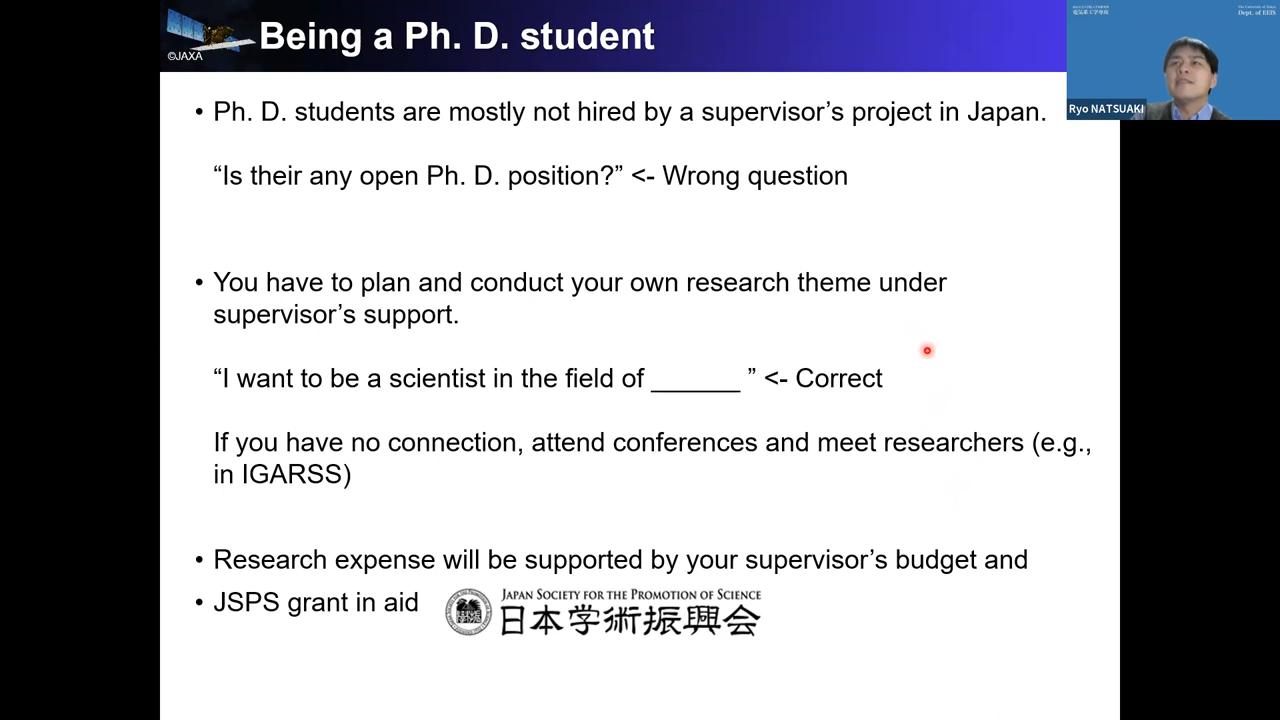 Being a Ph. D. student
©JAXA
Dept. of EEIS
Ryo NATSUAKI
• Ph. D. students are mostly not hired by a supervisor’s project in Japan.
“Is their any open Ph. D. position?” <- Wrong question
• You have to plan and conduct your own research theme under
supervisor’s support.
“I want to be a scientist in the field of ______ ” <- Correct
If you have no connection, attend conferences and meet researchers (e.g.,
in IGARSS)
• Research expense will be supported by your supervisor’s budget and
• JSPS grant in aid
JAPAN SOCIETY FOR THE PROMOTION OF SCIENCE
日本学術振興会